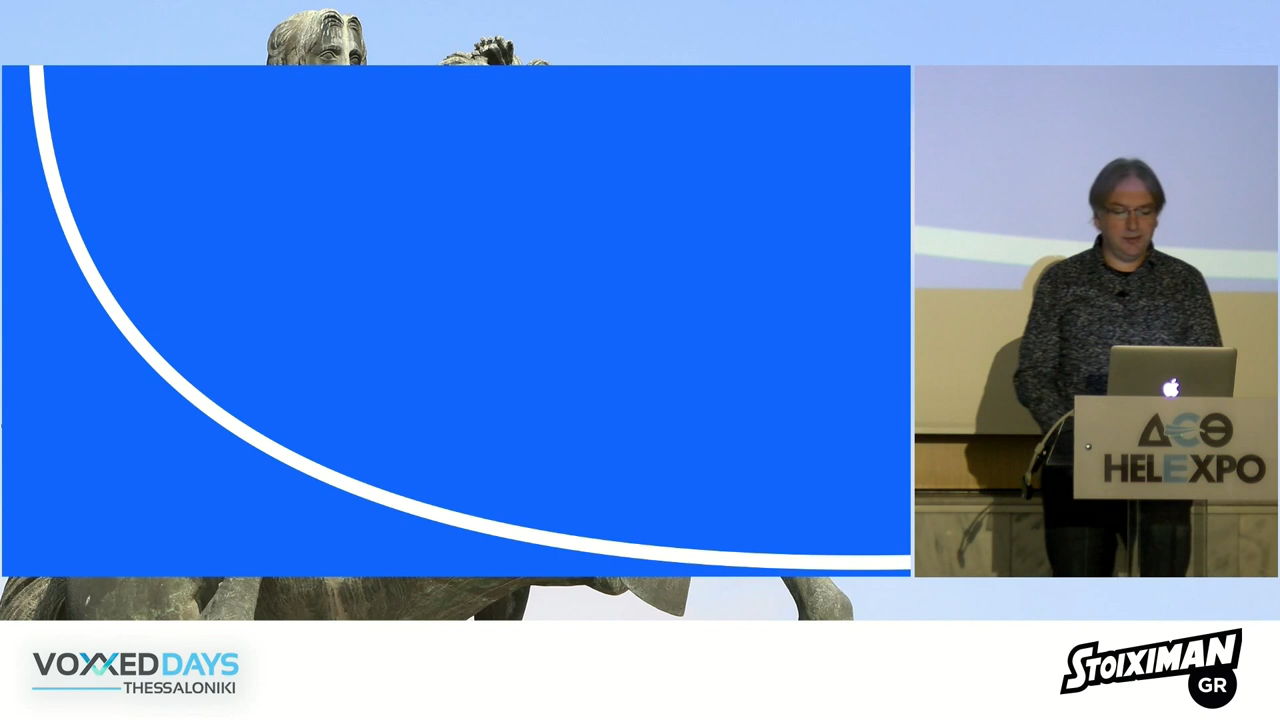 ΔΕΘ
HELEXPO
VOXXED DAYS
THESSALONIKI
STOIXIMAN
GR